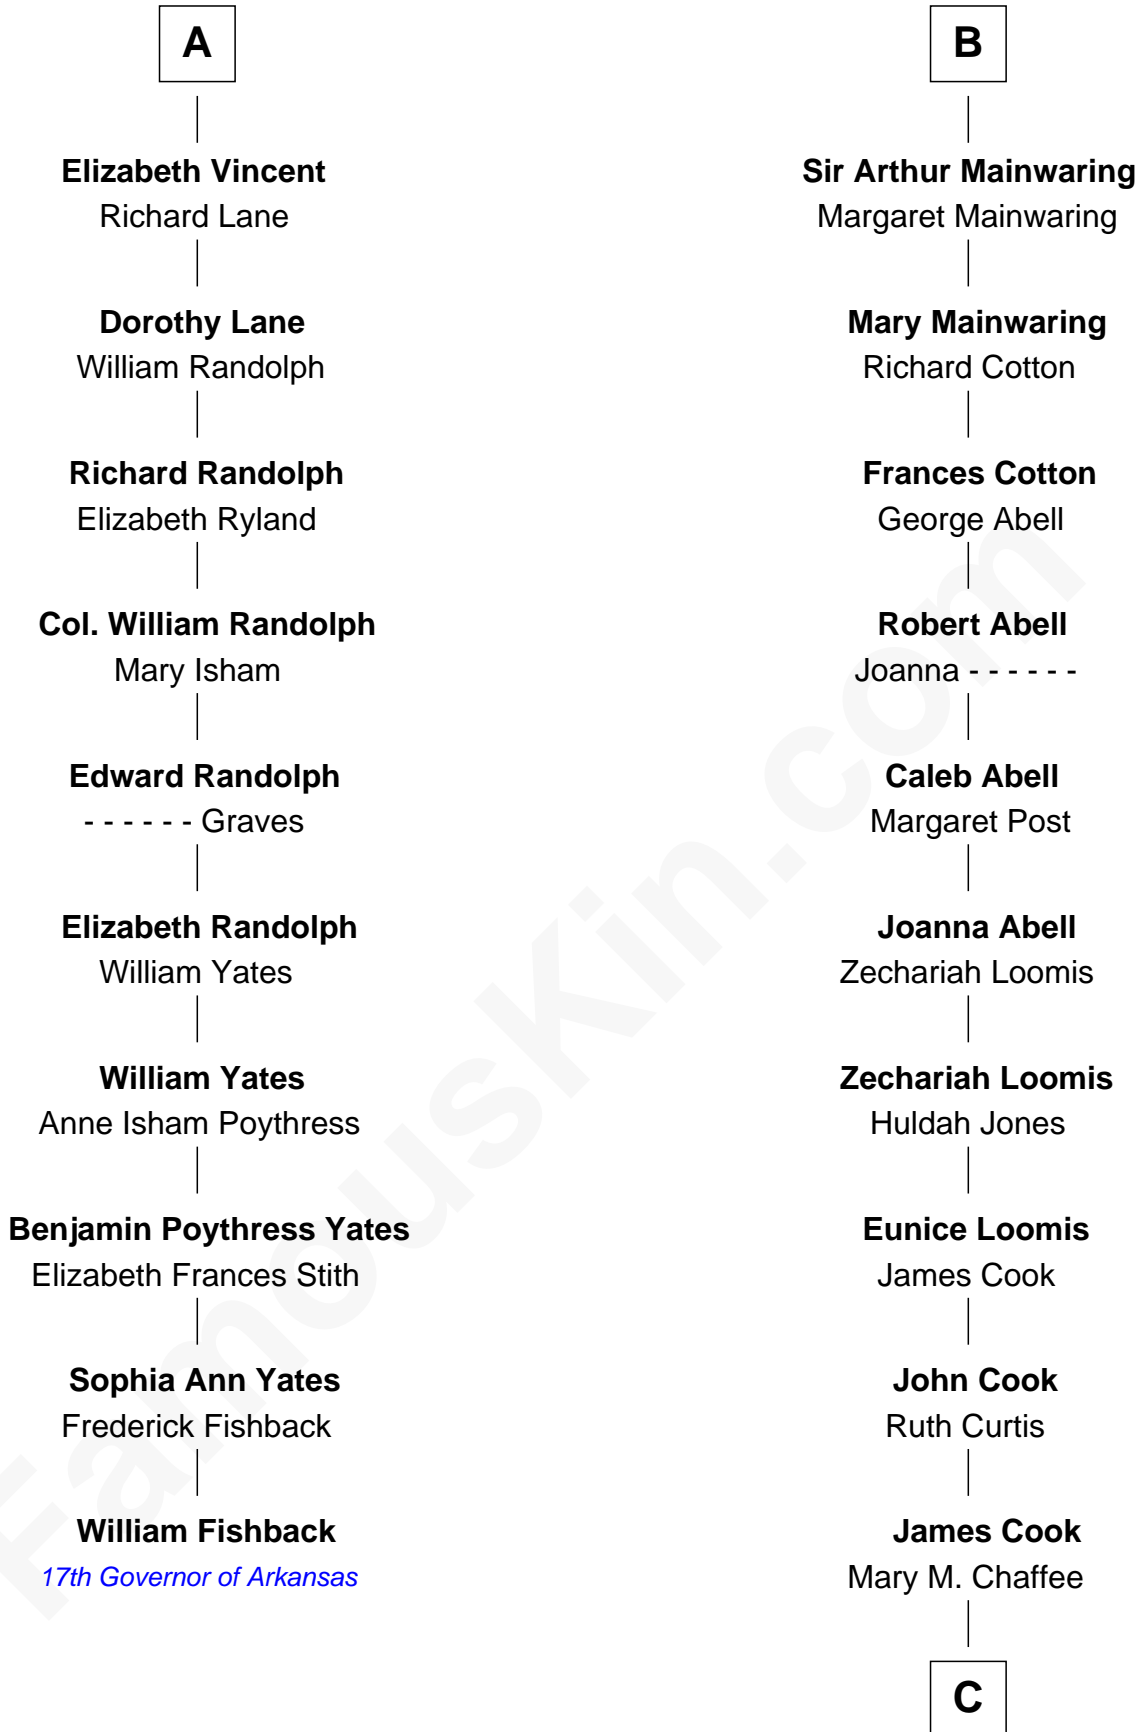 A
Elizabeth Vincent
Richard Lane
Dorothy Lane
William Randolph
Richard Randolph
Elizabeth Ryland
Col. William Randolph
Mary Isham
Edward Randolph
- - - - - - Graves
Elizabeth Randolph
William Yates
William Yates
Anne Isham Poythress
Benjamin Poythress Yates
Elizabeth Frances Stith
Sophia Ann Yates
Frederick Fishback
William Fishback
17th Governor of Arkansas
B
Sir Arthur Mainwaring
Margaret Mainwaring
Mary Mainwaring
Richard Cotton
Frances Cotton
George Abell
Robert Abell
Joanna - - - - - -
Caleb Abell
Margaret Post
Joanna Abell
Zechariah Loomis
Zechariah Loomis
Huldah Jones
Eunice Loomis
James Cook
John Cook
Ruth Curtis
James Cook
Mary M. Chaffee
C
FamousKin.com